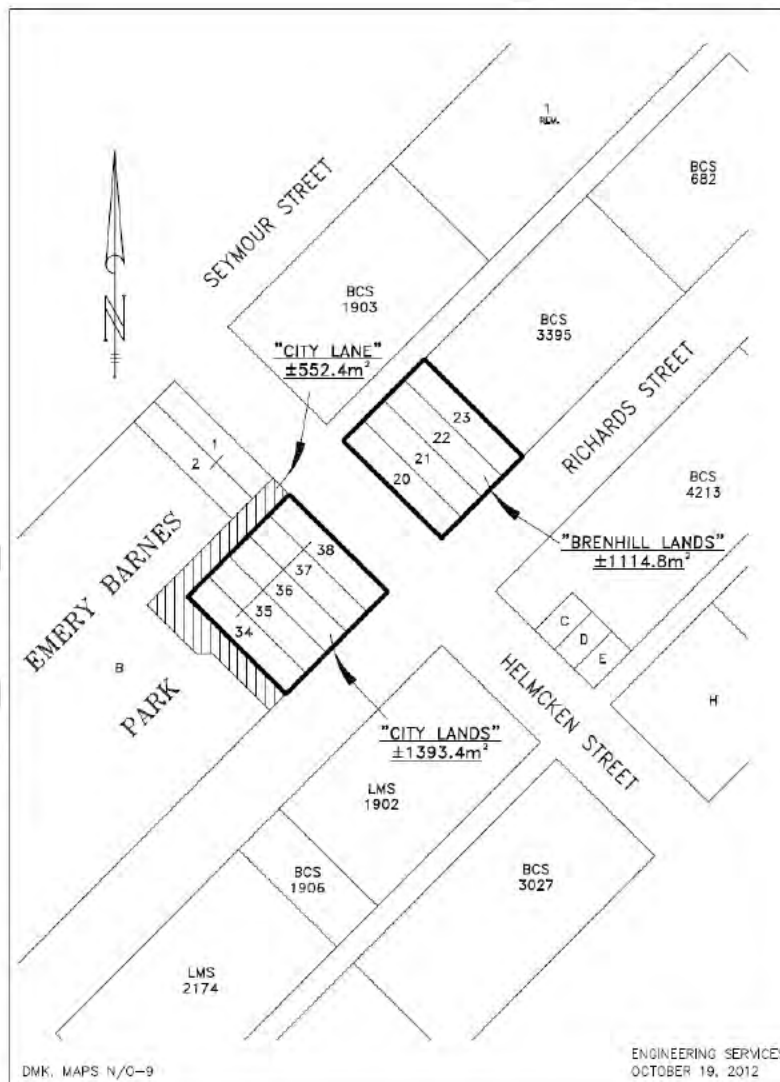 1
REM.
BCS
682
SEYMOUR STREET
BCS
1903
N
BCS
3395
"CITY LANE"
±552.4m²
RICHARDS STREET
23
22
21
20
1
2
BCS
4213
"BRENHILL LANDS"
±1114.8m²
38
37
36
35
34
EMERY BARNES
PARK
B
C
D
E
H
HELMCKEN STREET
"CITY LANDS"
±1393.4m²
LMS
1902
BCS
1906
BCS
3027
LMS
2174
DMK. MAPS N/O-9
ENGINEERING SERVICES
OCTOBER 19, 2012